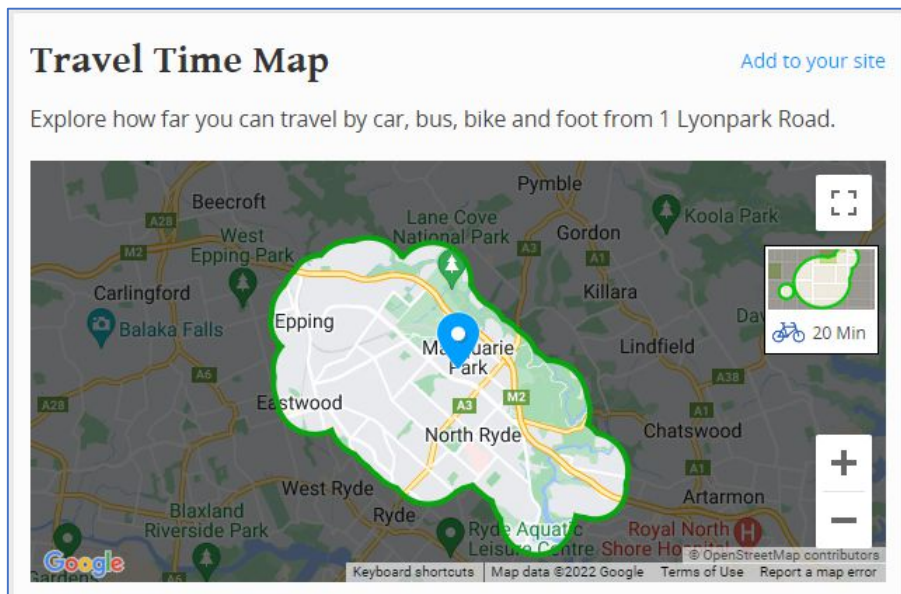 Travel Time Map
Add to your site
Explore how far you can travel by car, bus, bike and foot from 1 Lyonpark Road.
Pymble
Beecroft
Lane Cove
National Park
Koola Park
A28
A3
Gordon
West
Epping Park
M2
A1
Carlingford
Killara
Epping
Balaka Falls
20 Min
Macquarie
Park
Lindfield
A6
A38
A28
Eastwood
A3
M2
A1
North Ryde
Chatswood
A1
West Ryde
Artarmon
Blaxland
Riverside Park
Ryde
Ryde Aquatic
Leisure Centre
Royal North
Shore Hospital
H
© OpenStreetMap contributors
Google
Gardens
Keyboard shortcuts
Map data ©2022 Google
Terms of Use
Report a map error